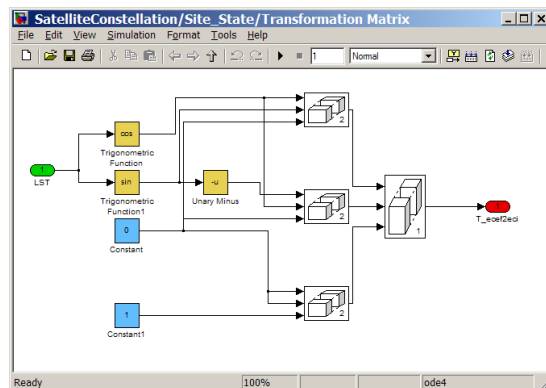 SatelliteConstellation/Site_State/Transformation Matrix
File Edit View Simulation Format Tools Help
1 Normal
cos
2
Trigonometric
Function
1
LST
sin
-u
Trigonometric
Function1
Unary Minus
2
1
1
T_ecef2eci
0
Constant
2
1
Constant1
Ready 100% ode4